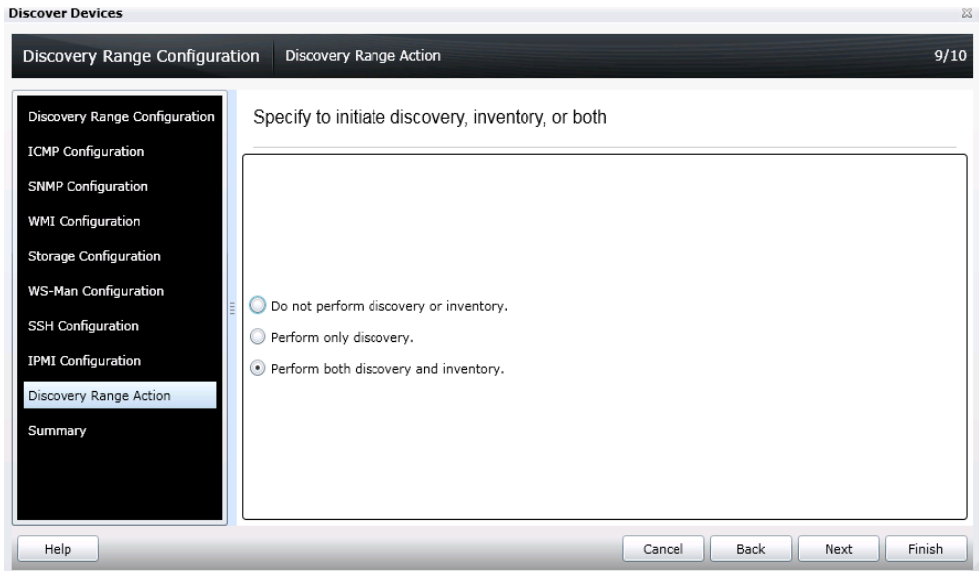 Discover Devices
Discovery Range Configuration Discovery Range Action 9/10
Discovery Range Configuration
ICMP Configuration
SNMP Configuration
WMI Configuration
Storage Configuration
WS-Man Configuration
SSH Configuration
IPMI Configuration
Discovery Range Action
Summary
Specify to initiate discovery, inventory, or both
Do not perform discovery or inventory.
Perform only discovery.
Perform both discovery and inventory.
Help Cancel Back Next Finish